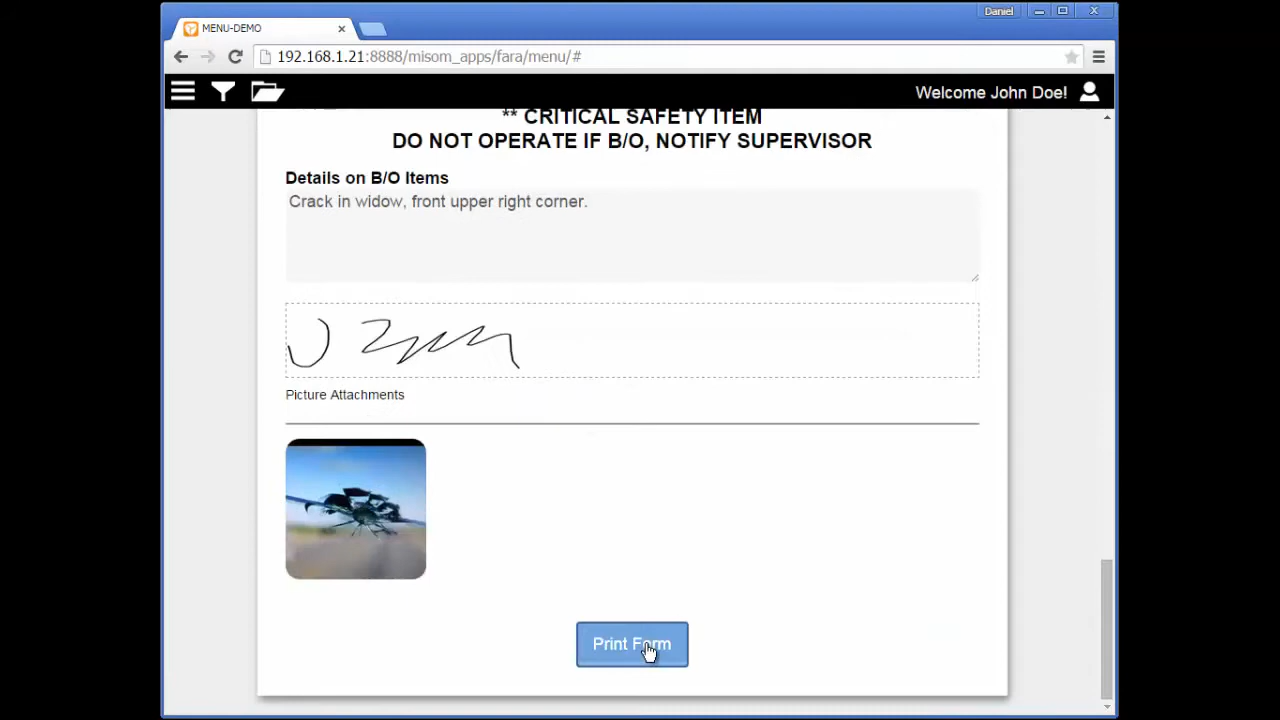 Daniel
MENU-DEMO
192.168.1.21:8888/misom_apps/fara/menu/#
Welcome John Doe!
** CRITICAL SAFETY ITEM
DO NOT OPERATE IF B/O, NOTIFY SUPERVISOR
Details on B/O Items
Crack in widow, front upper right corner.
Picture Attachments
Print Form